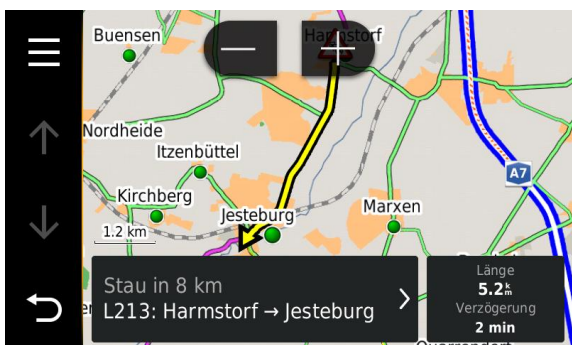 Buensen
Harmstorf
Nordheide
Itzenbüttel
A7
Kirchberg
Jesteburg
Marxen
1.2 km
Stau in 8 km
L213: Harmstorf → Jesteburg
Länge
5.2 km
Verzögerung
2 min